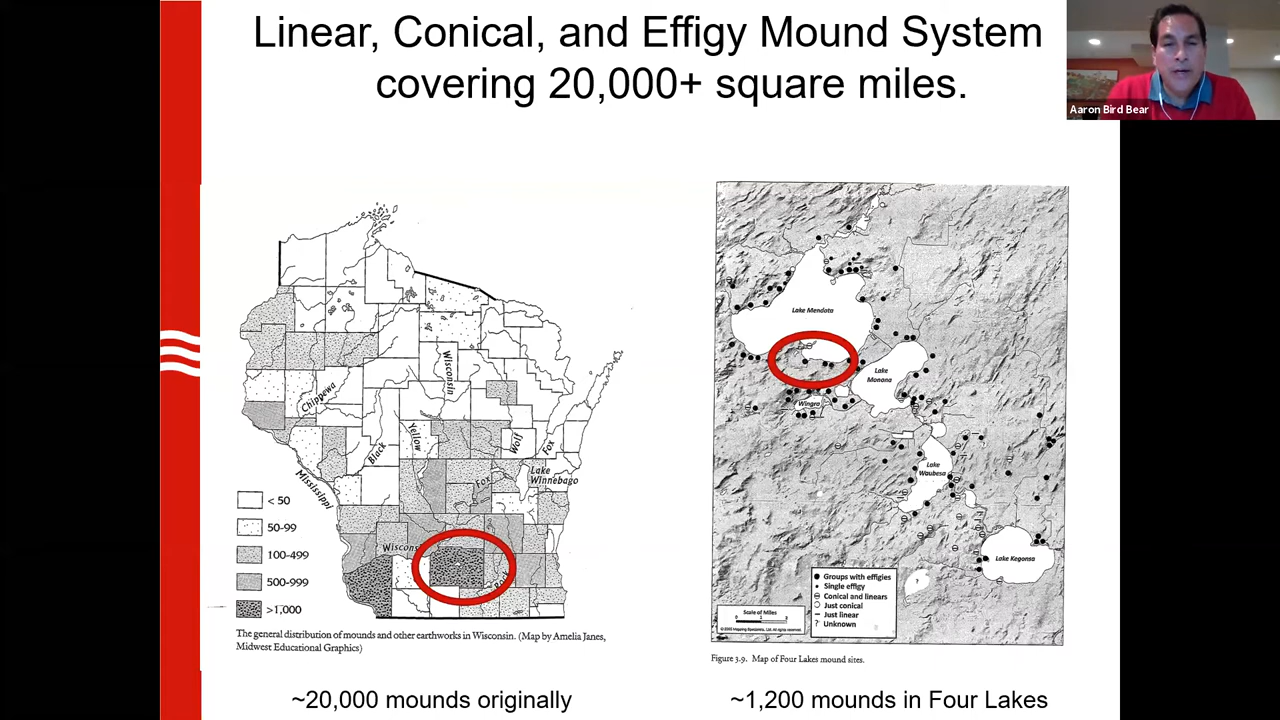 Linear, Conical, and Effigy Mound System
covering 20,000+ square miles.
Aaron Bird Bear
Chippewa
Wisconsin
Black
Yellow
Wolf
Fox
Mississippi
Lake
Winnebago
Fox
Wiscons
Rock
< 50
50-99
100-499
500-999
>1,000
The general distribution of mounds and other earthworks in Wisconsin. (Map by Amelia Janes,
Midwest Educational Graphics)
~20,000 mounds originally
Lake Mendota
Lake
Monona
Wingra
Lake
Waubesa
Lake Kegonsa
?
Groups with effigies
Single effigy
Conical and linears
Just conical
Just linear
? Unknown
Scale of Miles
Figure 3.9. Map of Four Lakes mound sites.
~1,200 mounds in Four Lakes